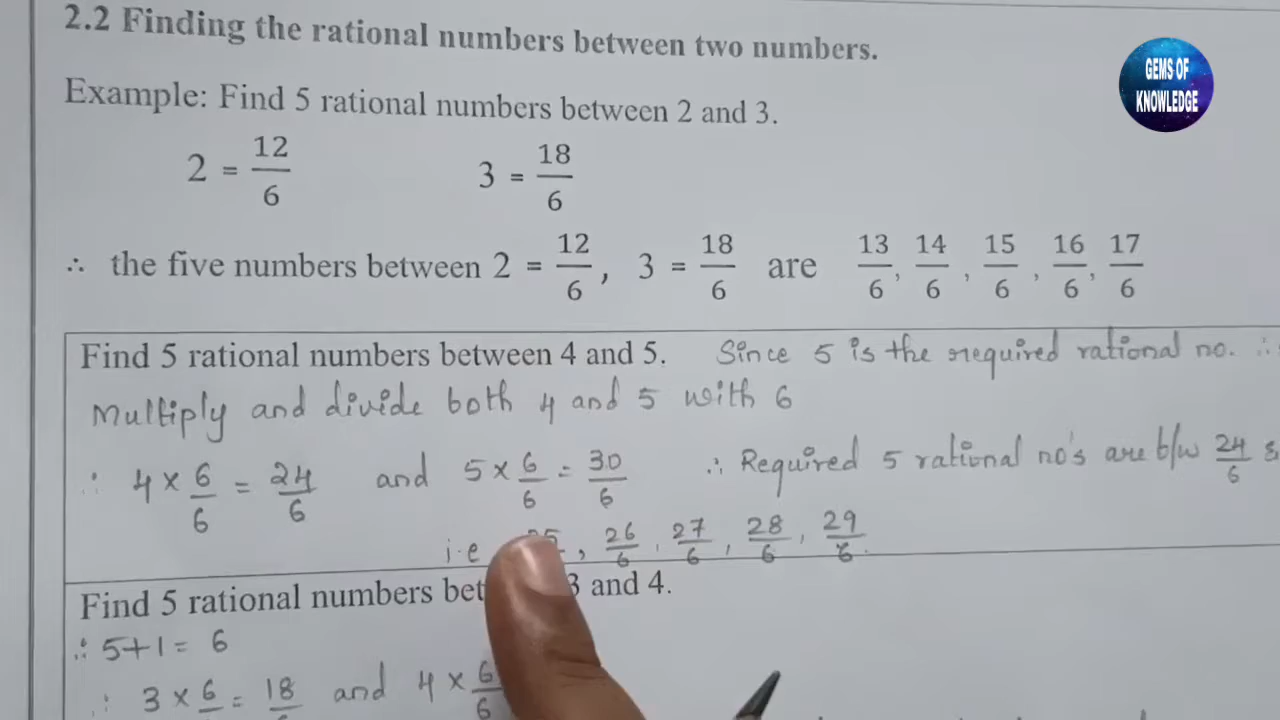 2.2 Finding the rational numbers between two numbers.
GEMS OF
KNOWLEDGE
Example: Find 5 rational numbers between 2 and 3.
2 = 12/6 3 = 18/6
∴ the five numbers between 2 = 12/6, 3 = 18/6 are 13/6, 14/6, 15/6, 16/6, 17/6
Find 5 rational numbers between 4 and 5. Since 5 is the required rational no. ∴
Multiply and divide both 4 and 5 with 6
∴ 4 × 6/6 = 24/6 and 5 × 6/6 = 30/6 ∴ Required 5 rational no's are b/w 24/6 &
i.e , 26/6, 27/6, 28/6, 29/6.
Find 5 rational numbers 3 and 4.
∴ 5+1 = 6
∴ 3 × 6 = 18 and 4 × 6/6